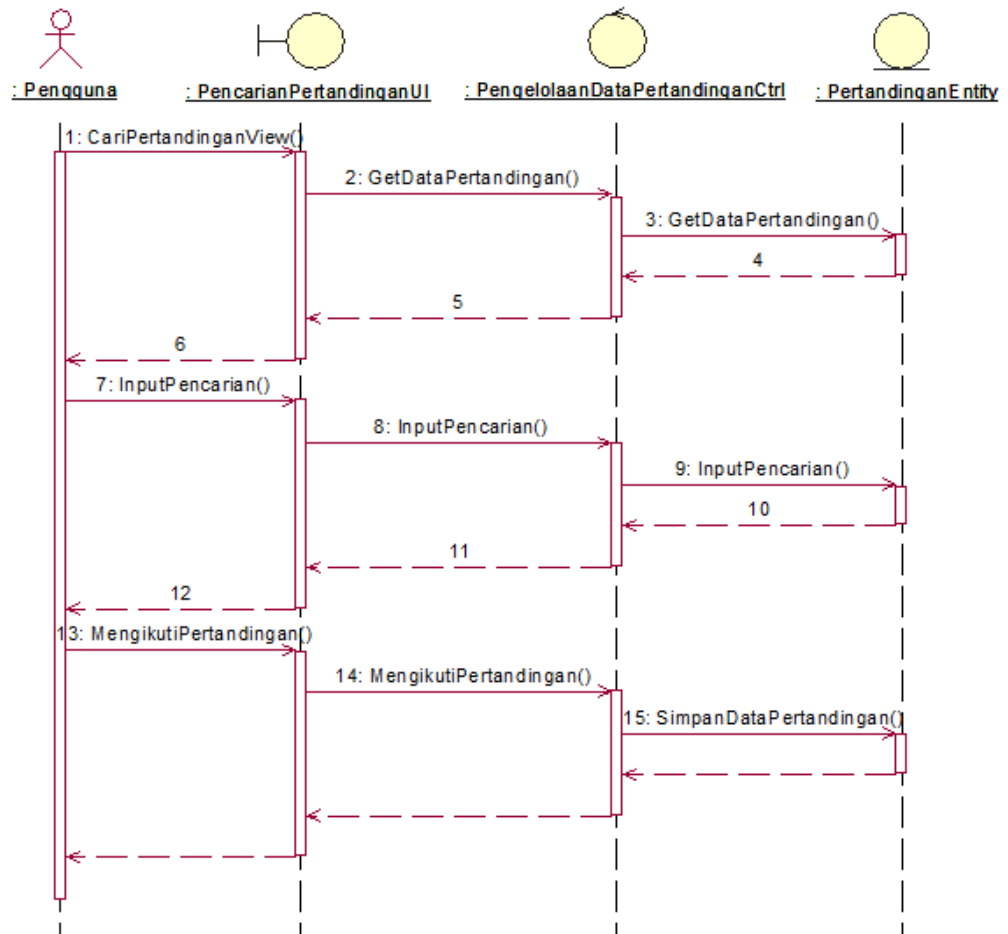 : Pengguna
: PencarianPertandinganUI
: PengelolaanDataPertandinganCtrl
: PertandinganEntity
1: CariPertandinganView()
2: GetDataPertandingan()
3: GetDataPertandingan()
4
5
6
7: InputPencarian()
8: InputPencarian()
9: InputPencarian()
10
11
12
13: MengikutiPertandingan()
14: MengikutiPertandingan()
15: SimpanDataPertandingan()